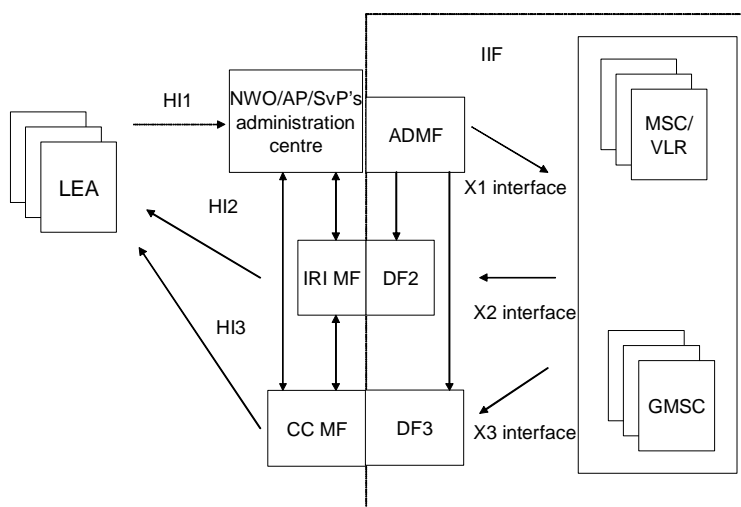 IIF
HI1
NWO/AP/SvP's
administration
centre
ADMF
MSC/
VLR
LEA
X1 interface
HI2
IRI MF
DF2
X2 interface
HI3
GMSC
CC MF
DF3
X3 interface